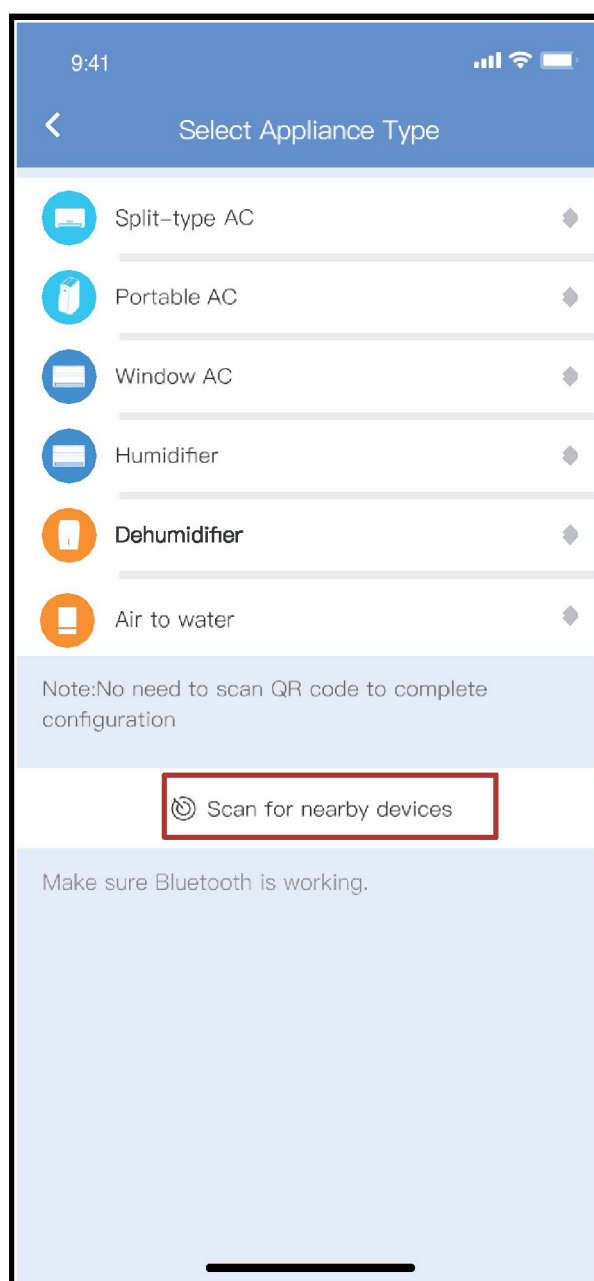 9:41
Select Appliance Type
Split-type AC
Portable AC
Window AC
Humidifier
Dehumidifier
Air to water
Note:No need to scan QR code to complete
configuration
Scan for nearby devices
Make sure Bluetooth is working.